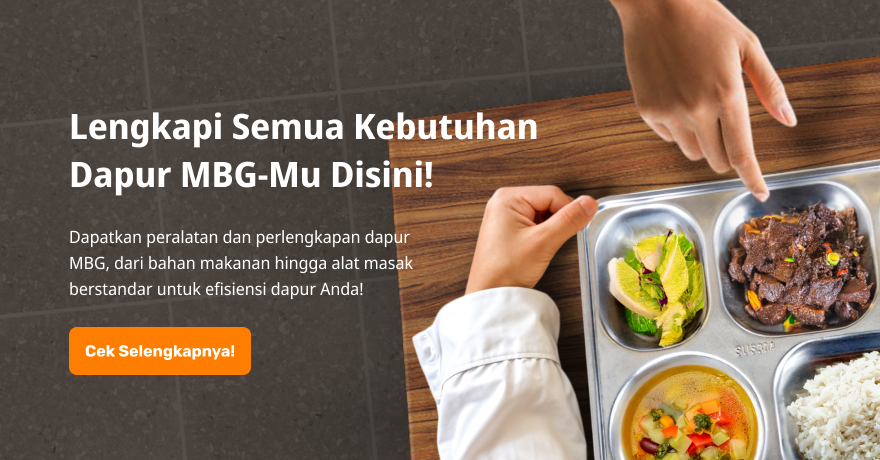 Lengkapi Semua Kebutuhan
Dapur MBG-Mu Disini!
Dapatkan peralatan dan perlengkapan dapur
MBG, dari bahan makanan hingga alat masak
berstandar untuk efisiensi dapur Anda!
Cek Selengkapnya!